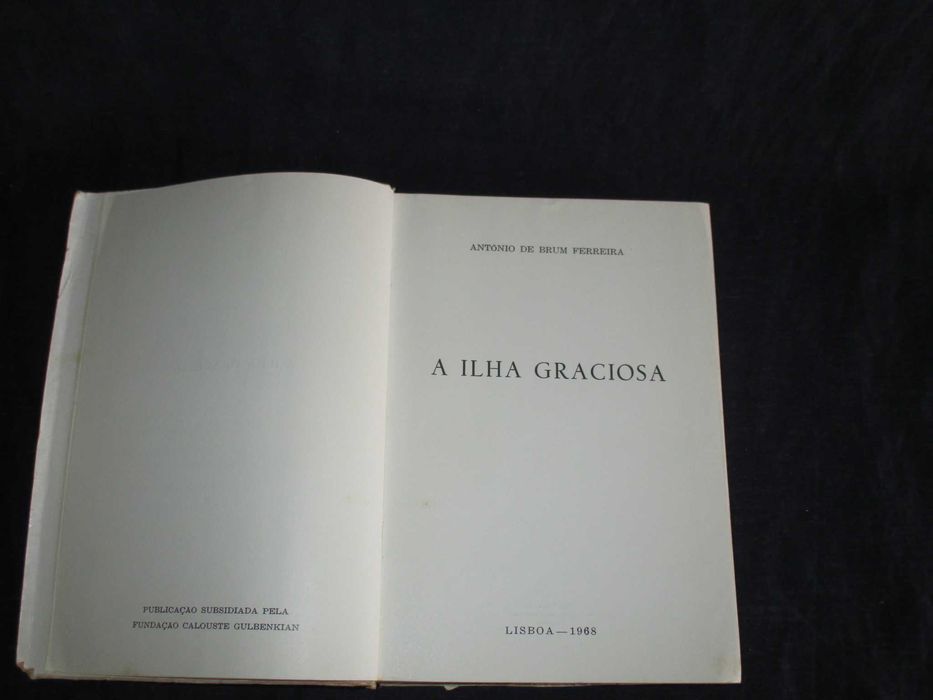 PUBLICAÇÃO SUBSIDIADA PELA
FUNDAÇÃO CALOUSTE GULBENKIAN
ANTÓNIO DE BRUM FERREIRA
A ILHA GRACIOSA
LISBOA — 1968